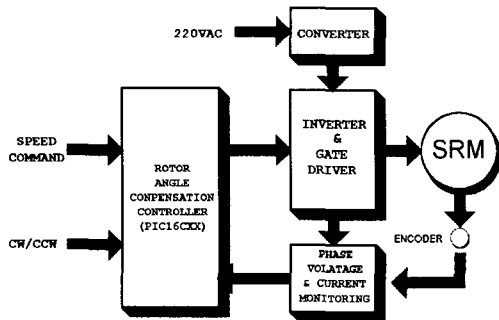 220VAC
CONVERTER
SPEED
COMMAND
ROTOR
ANGLE
CONPENSATION
CONTROLLER
(PIC16CXX)
INVERTER
&
GATE
DRIVER
SRM
CW/CCW
ENCODER
PHASE
VOLATAGE
& CURRENT
MONITORING